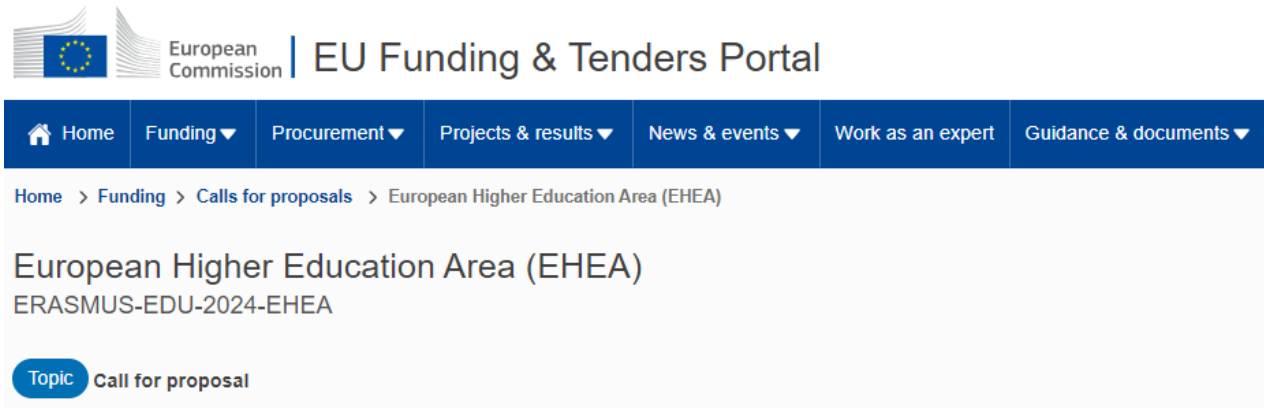 European
Commission
EU Funding & Tenders Portal
Home Funding Procurement Projects & results News & events Work as an expert Guidance & documents
Home > Funding > Calls for proposals > European Higher Education Area (EHEA)
European Higher Education Area (EHEA)
ERASMUS-EDU-2024-EHEA
Topic Call for proposal